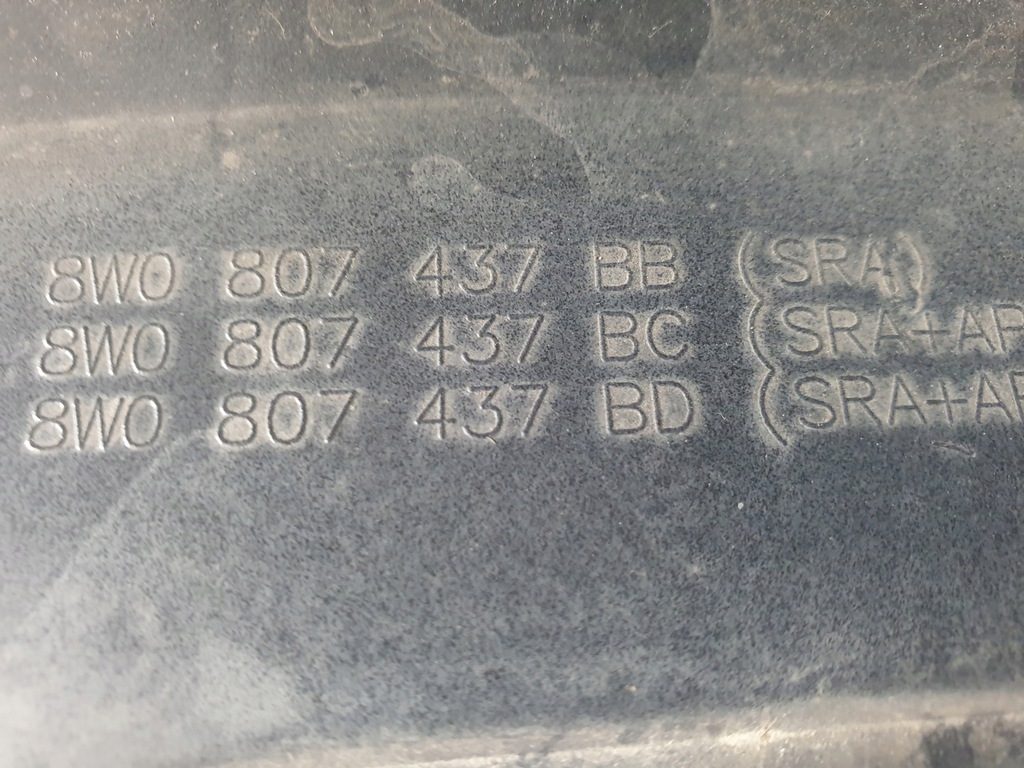 8W0 807 437 BB (SRA)
8W0 807 437 BC (SRA+AP
8W0 807 437 BD (SRA+AP